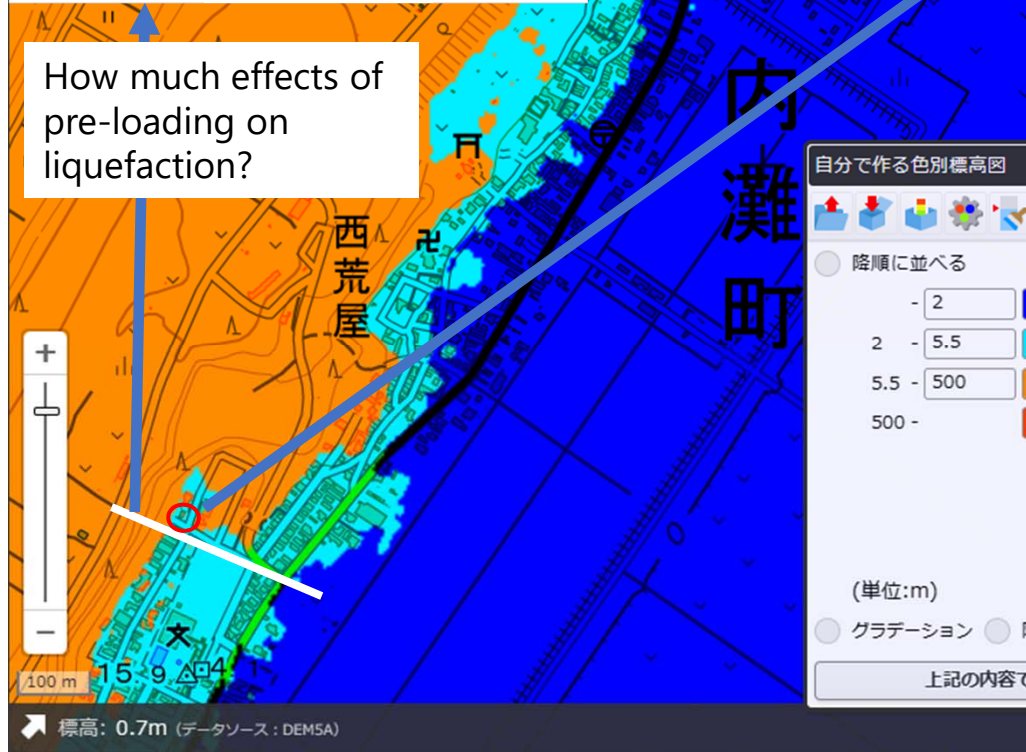 How much effects of
pre-loading on
liquefaction?
内灘町
西荒屋
自分で作る色別標高図
降順に並べる
- 2
2 - 5.5
5.5 - 500
500 -
(単位:m)
グラデーション
上記の内容で
+
−
100 m
15.9
標高: 0.7m (データソース:DEM5A)